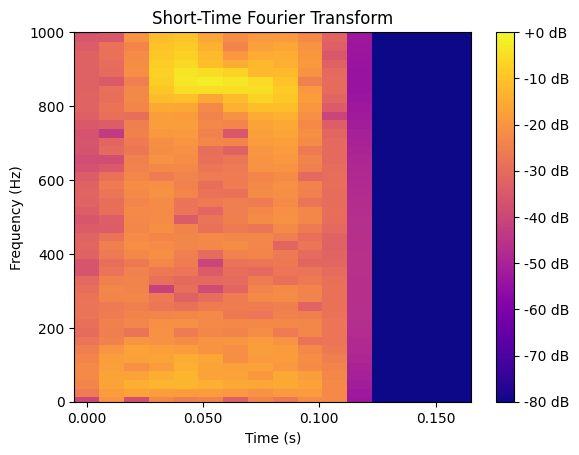 Short-Time Fourier Transform
1000
800
600
400
200
0
Frequency (Hz)
0.000
0.050
0.100
0.150
Time (s)
+0 dB
-10 dB
-20 dB
-30 dB
-40 dB
-50 dB
-60 dB
-70 dB
-80 dB